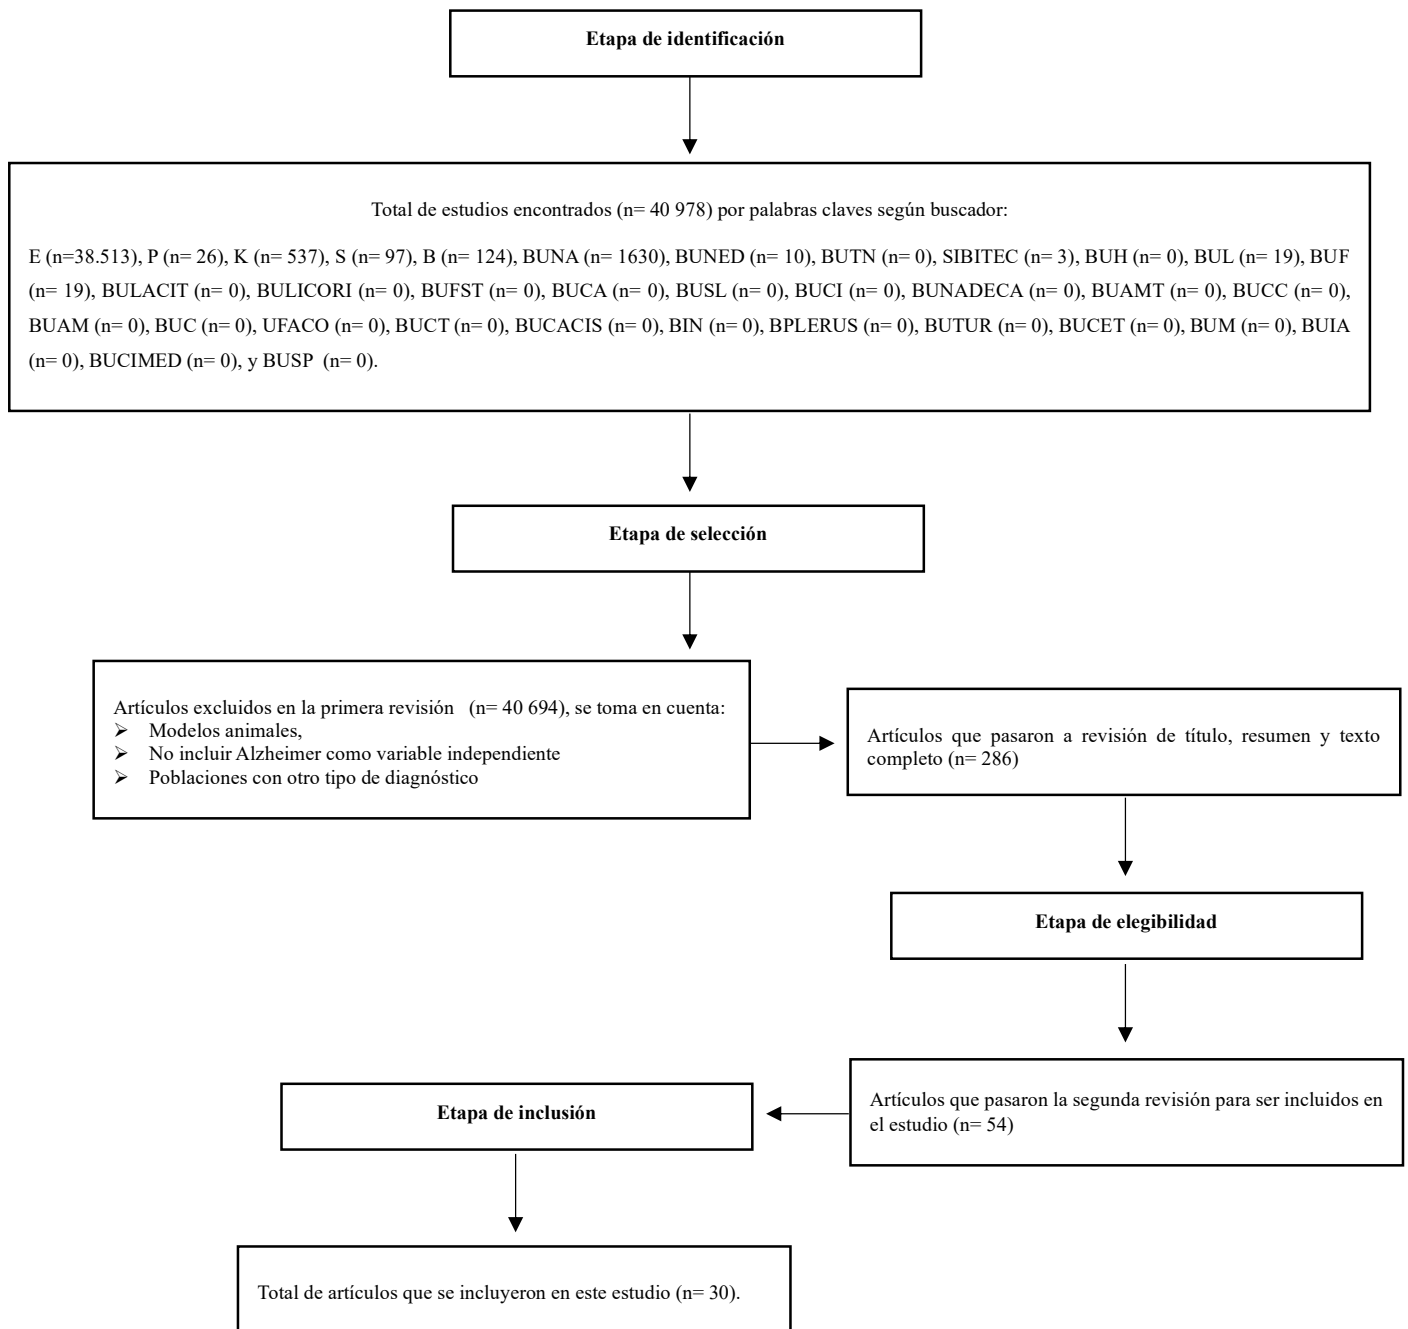 Etapa de identificación
Total de estudios encontrados (n= 40 978) por palabras claves según buscador:
E (n=38.513), P (n= 26), K (n= 537), S (n= 97), B (n= 124), BUNA (n= 1630), BUNED (n= 10), BUTN (n= 0), SIBITEC (n= 3), BUH (n= 0), BUL (n= 19), BUF
(n= 19), BULACIT (n= 0), BULICORI (n= 0), BUFST (n= 0), BUCA (n= 0), BUSL (n= 0), BUCI (n= 0), BUNADECA (n= 0), BUAMT (n= 0), BUCC (n= 0),
BUAM (n= 0), BUC (n= 0), UFACO (n= 0), BUCT (n= 0), BUCACIS (n= 0), BIN (n= 0), BPLERUS (n= 0), BUTUR (n= 0), BUCET (n= 0), BUM (n= 0), BUIA
(n= 0), BUCIMED (n= 0), y BUSP (n= 0).
Etapa de selección
Artículos excluidos en la primera revisión (n= 40 694), se toma en cuenta:
➢ Modelos animales,
➢ No incluir Alzheimer como variable independiente
➢ Poblaciones con otro tipo de diagnóstico
Artículos que pasaron a revisión de título, resumen y texto
completo (n= 286)
Etapa de elegibilidad
Artículos que pasaron la segunda revisión para ser incluidos en
el estudio (n= 54)
Etapa de inclusión
Total de artículos que se incluyeron en este estudio (n= 30).